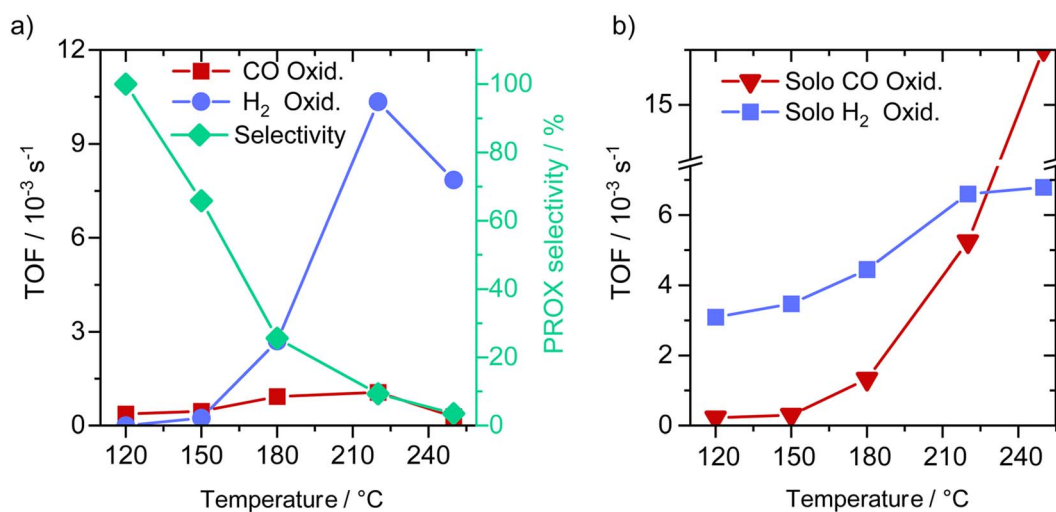 a)
12
9
6
3
0
TOF / 10⁻³ s⁻¹
CO Oxid.
H₂ Oxid.
Selectivity
100
80
60
40
20
0
PROX selectivity / %
120 150 180 210 240
Temperature / °C
b)
15
6
4
2
0
TOF / 10⁻³ s⁻¹
Solo CO Oxid.
Solo H₂ Oxid.
120 150 180 210 240
Temperature / °C